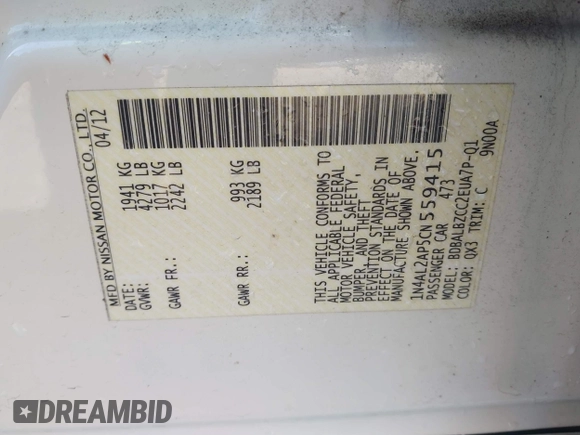 MFD BY NISSAN MOTOR CO., LTD.
DATE: 04/12
GVWR: 1941 KG
4279 LB
GAWR FR.: 1017 KG
2242 LB
GAWR RR.: 993 KG
2189 LB
THIS VEHICLE CONFORMS TO
ALL APPLICABLE FEDERAL
MOTOR VEHICLE SAFETY,
BUMPER, AND THEFT
PREVENTION STANDARDS IN
EFFECT ON THE DATE OF
MANUFACTURE SHOWN ABOVE.
1N4AL2AP5CN559415
PASSENGER CAR 473
MODEL: BDBALBZCC2EUA7P-Q1
COLOR: QX3 TRIM: C 9N00A
DREAMBID